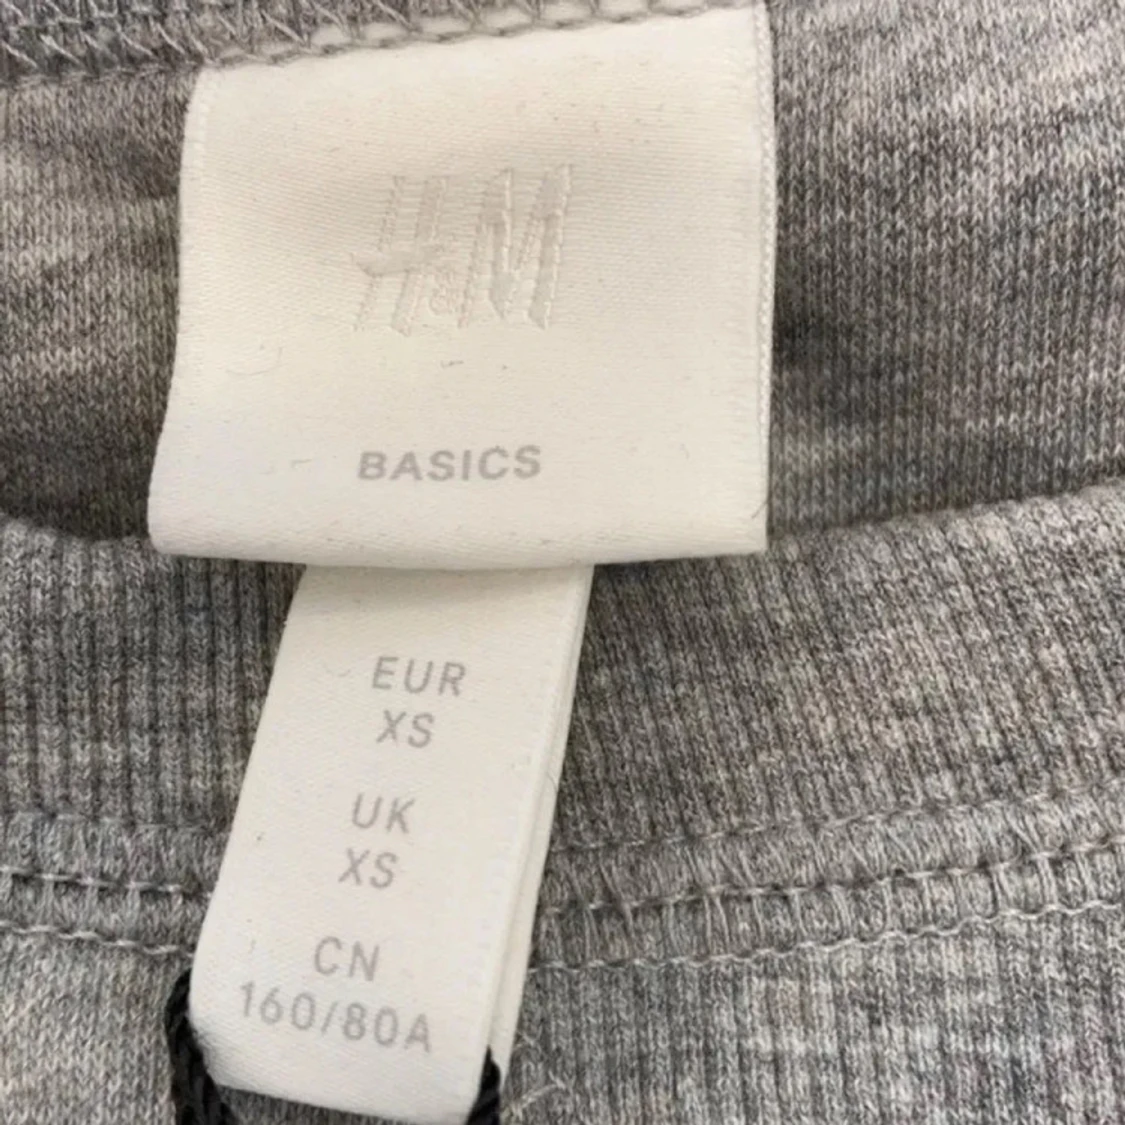 H&M
BASICS
EUR
XS
UK
XS
CN
160/80A